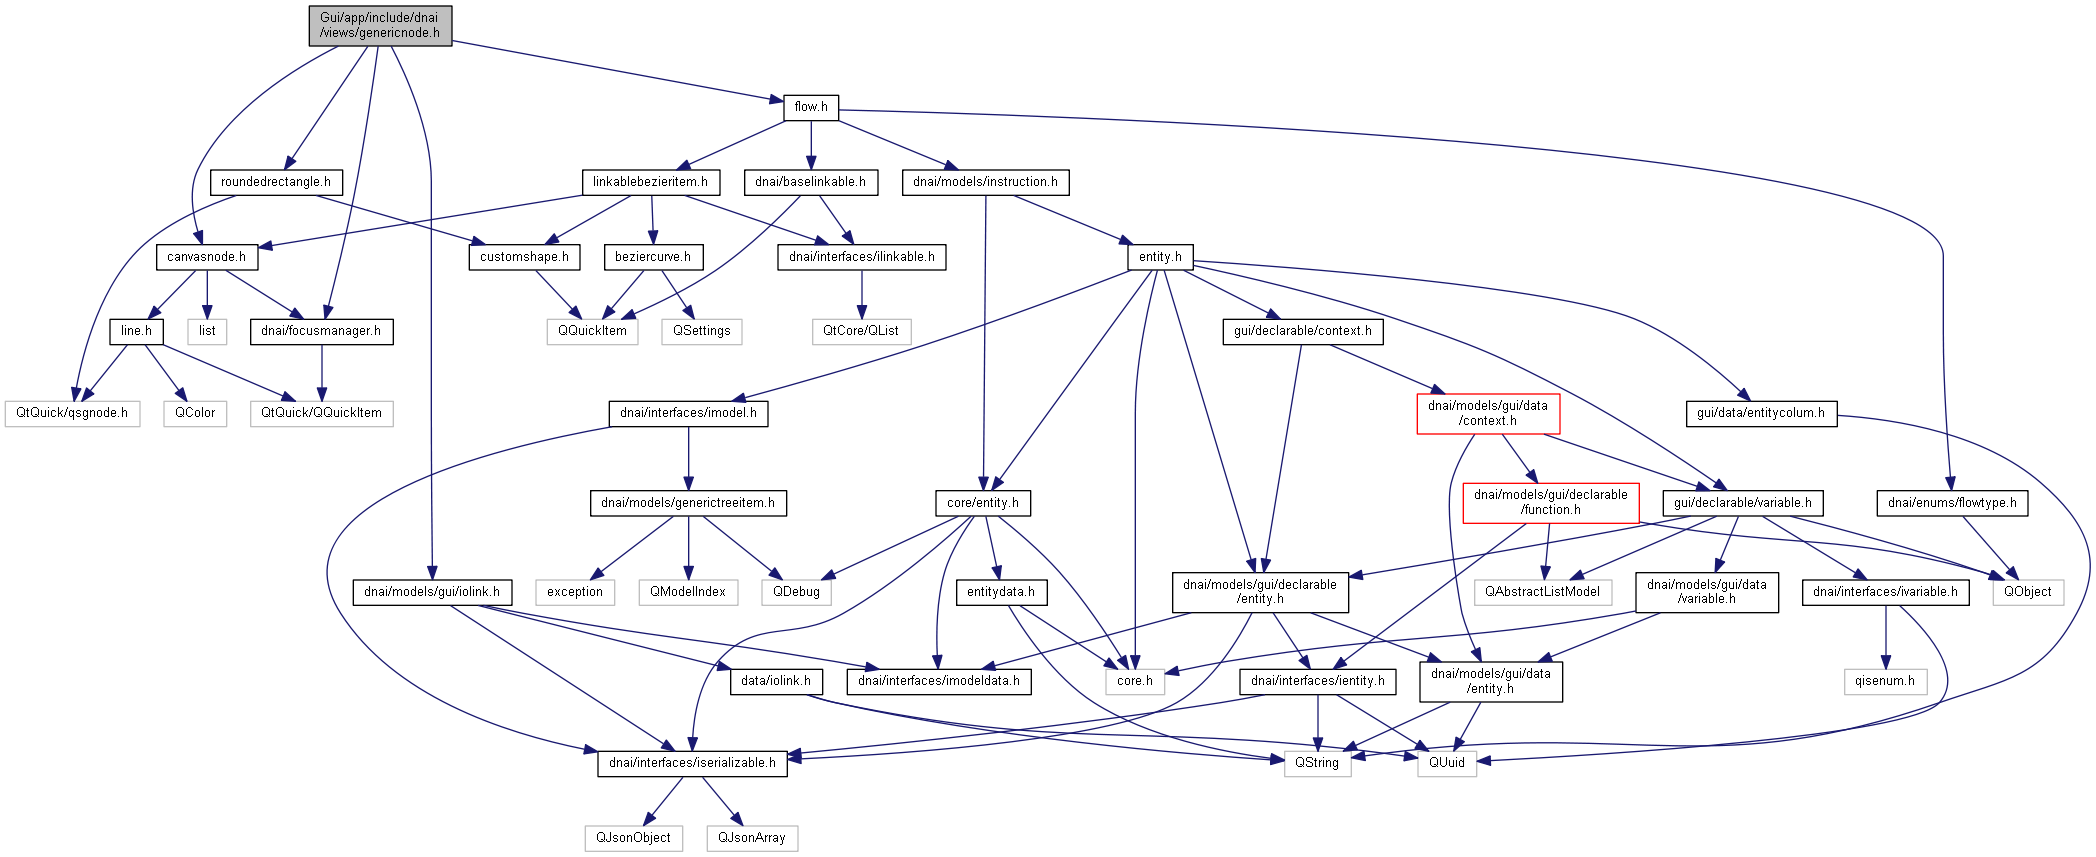 Gui/app/include/dnai
/views/genericnode.h
flow.h
roundedrectangle.h
linkablebezieritem.h
dnai/baselinkable.h
dnai/models/instruction.h
canvasnode.h
customshape.h
beziercurve.h
dnai/interfaces/ilinkable.h
entity.h
line.h
list
dnai/focusmanager.h
QQuickItem
QSettings
QtCore/QList
gui/declarable/context.h
QtQuick/qsgnode.h
QColor
QtQuick/QQuickItem
dnai/interfaces/imodel.h
dnai/models/gui/data
/context.h
gui/data/entitycolum.h
dnai/models/generictreeitem.h
core/entity.h
dnai/models/gui/declarable
/function.h
gui/declarable/variable.h
dnai/enums/flowtype.h
dnai/models/gui/iolink.h
exception
QModelIndex
QDebug
entitydata.h
dnai/models/gui/declarable
/entity.h
QAbstractListModel
dnai/models/gui/data
/variable.h
dnai/interfaces/ivariable.h
QObject
data/iolink.h
dnai/interfaces/imodeldata.h
core.h
dnai/interfaces/ientity.h
dnai/models/gui/data
/entity.h
qisenum.h
dnai/interfaces/iserializable.h
QString
QUuid
QJsonObject
QJsonArray